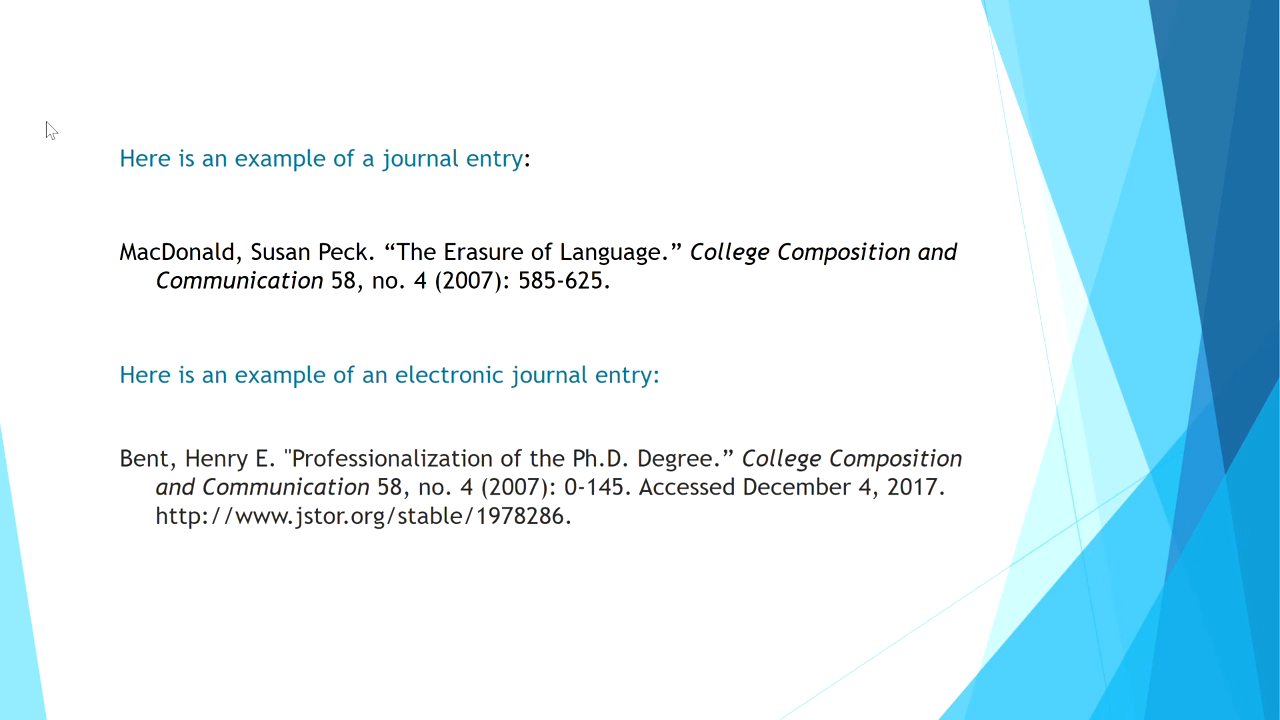 Here is an example of a journal entry:
MacDonald, Susan Peck. “The Erasure of Language.” College Composition and
Communication 58, no. 4 (2007): 585-625.
Here is an example of an electronic journal entry:
Bent, Henry E. "Professionalization of the Ph.D. Degree.” College Composition
and Communication 58, no. 4 (2007): 0-145. Accessed December 4, 2017.
http://www.jstor.org/stable/1978286.